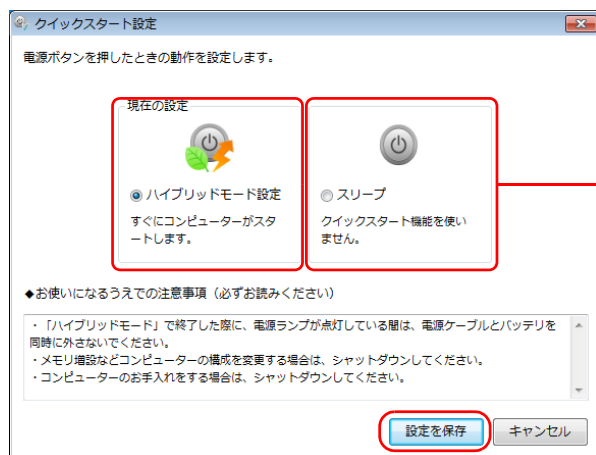 クイックスタート設定
電源ボタンを押したときの動作を設定します。
現在の設定
ハイブリッドモード設定
すぐにコンピューターがスタ
ートします。
スリープ
クイックスタート機能を使い
ません。
◆お使いになるうえでの注意事項（必ずお読みください）
・「ハイブリッドモード」で終了した際に、電源ランプが点灯している間は、電源ケーブルとバッテリを
同時に外さないでください。
・メモリ増設などコンピューターの構成を変更する場合は、シャットダウンしてください。
・コンピューターのお手入れをする場合は、シャットダウンしてください。
設定を保存
キャンセル